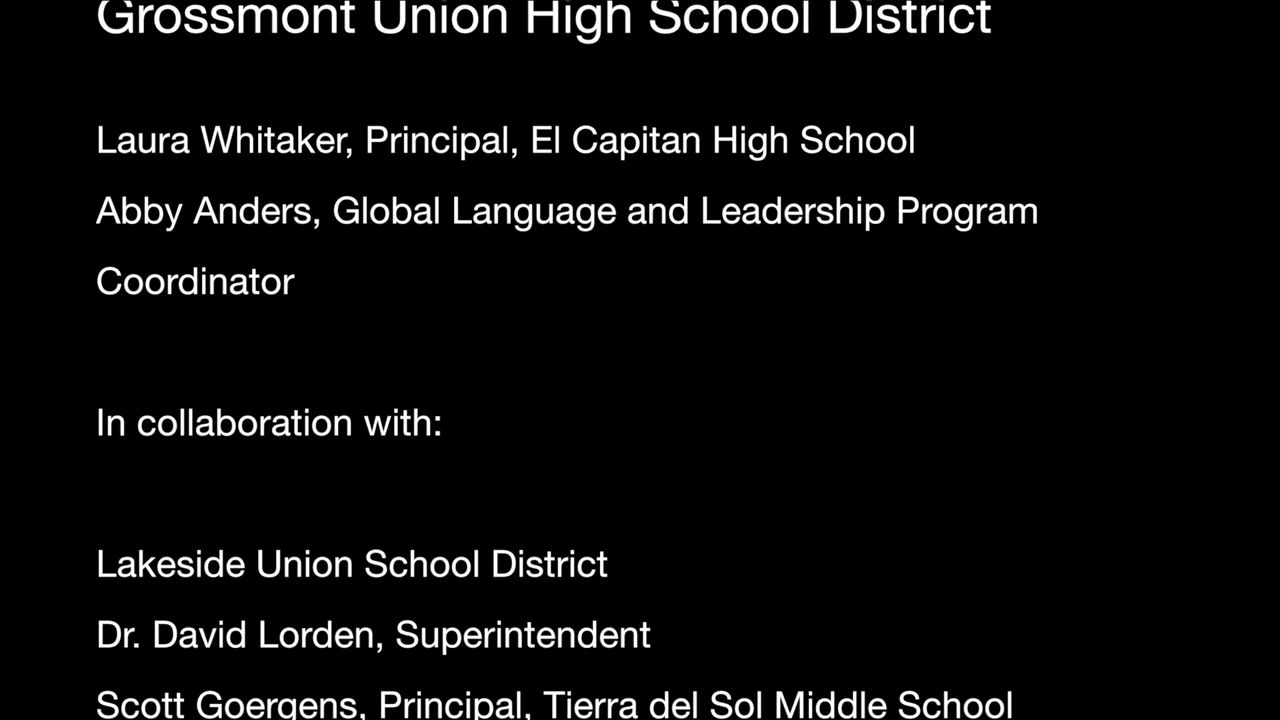 Grossmont Union High School District
Laura Whitaker, Principal, El Capitan High School
Abby Anders, Global Language and Leadership Program
Coordinator
In collaboration with:
Lakeside Union School District
Dr. David Lorden, Superintendent
Scott Goergens, Principal, Tierra del Sol Middle School